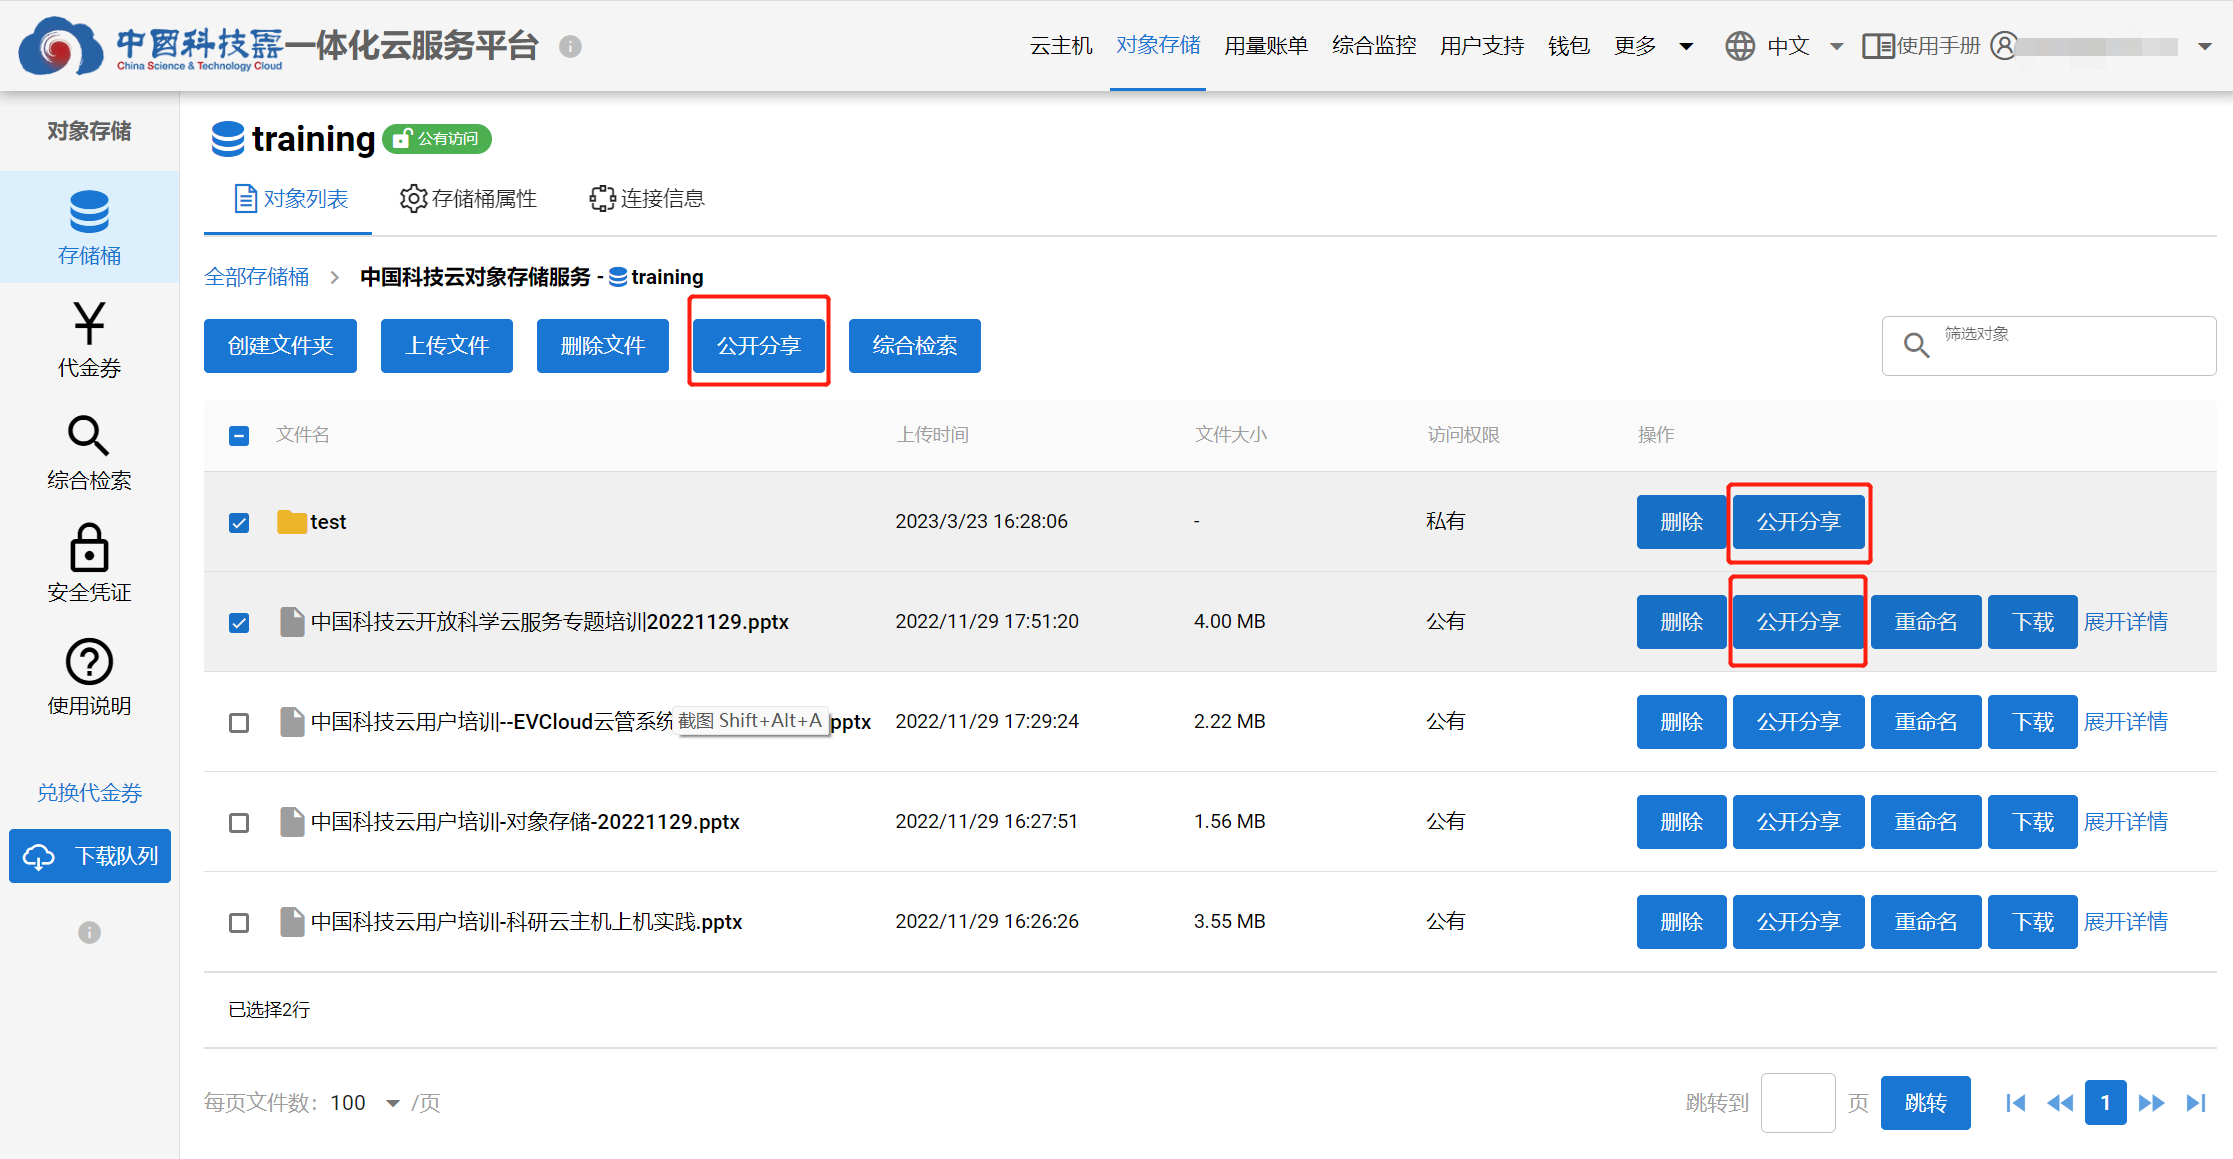 中国科技云一体化云服务平台
China Science & Technology Cloud
云主机 对象存储 用量账单 综合监控 用户支持 钱包 更多 中文 使用手册
对象存储
存储桶
代金券
综合检索
安全凭证
使用说明
兑换代金券
下载队列
training 公有访问
对象列表 存储桶属性 连接信息
全部存储桶 > 中国科技云对象存储服务 - training
创建文件夹 上传文件 删除文件 公开分享 综合检索 筛选对象
文件名 上传时间 文件大小 访问权限 操作
test 2023/3/23 16:28:06 - 私有 删除 公开分享
中国科技云开放科学云服务专题培训20221129.pptx 2022/11/29 17:51:20 4.00 MB 公有 删除 公开分享 重命名 下载 展开详情
中国科技云用户培训--EVCloud云管系统 截图 Shift+Alt+A pptx 2022/11/29 17:29:24 2.22 MB 公有 删除 公开分享 重命名 下载 展开详情
中国科技云用户培训-对象存储-20221129.pptx 2022/11/29 16:27:51 1.56 MB 公有 删除 公开分享 重命名 下载 展开详情
中国科技云用户培训-科研云主机上机实践.pptx 2022/11/29 16:26:26 3.55 MB 公有 删除 公开分享 重命名 下载 展开详情
已选择2行
每页文件数: 100 /页 跳转到 页 跳转 1